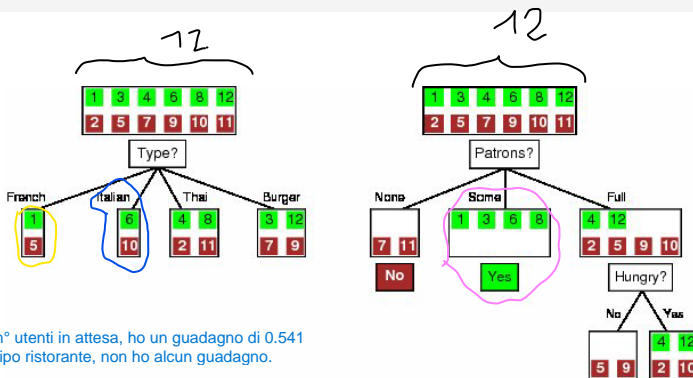 12
12
1 3 4 6 8 12
2 5 7 9 10 11
1 3 4 6 8 12
2 5 7 9 10 11
Type?
Patrons?
French Italian Thai Burger
None Some Full
1 6 4 8 3 12
5 10 2 11 7 9
1 3 6 8 4 12
7 11 2 5 9 10
No Yes Hungry?
No Yes
n° utenti in attesa, ho un guadagno di 0.541
ipo ristorante, non ho alcun guadagno.
4 12
5 9 2 10